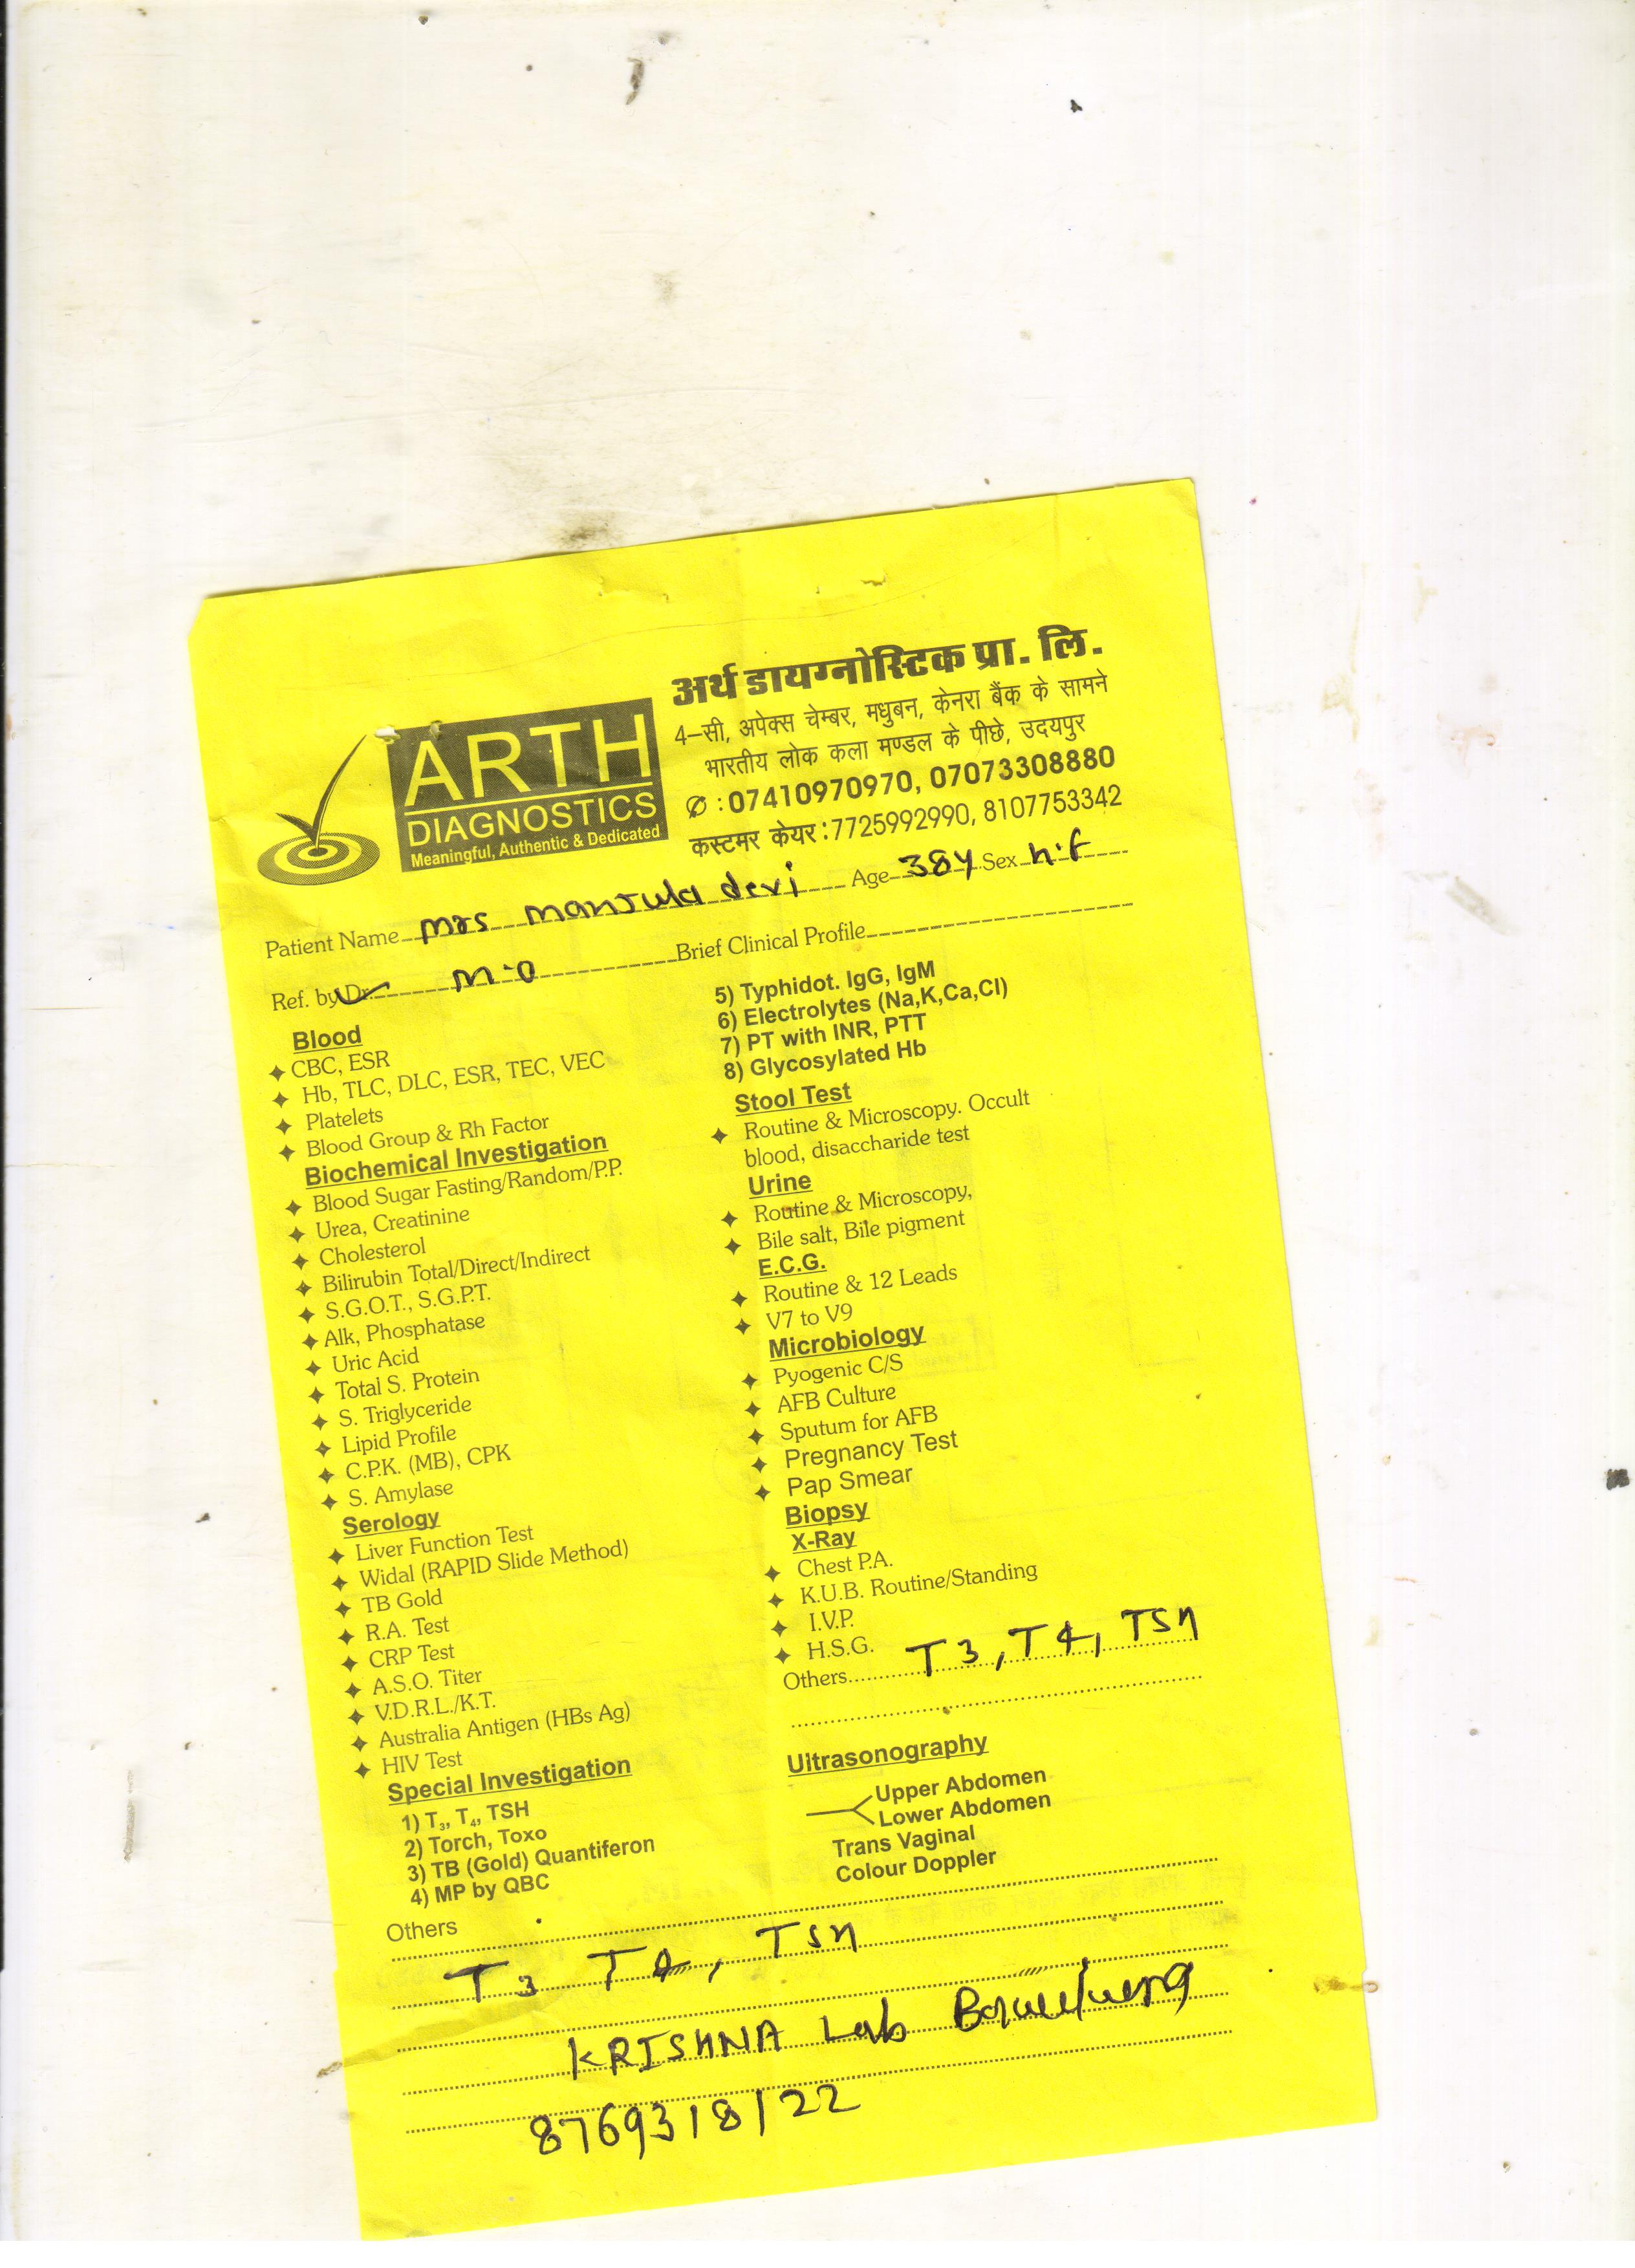 अर्थ डायग्नोस्टिक प्रा. लि.
4-सी, अपेक्स चेम्बर, मधुबन, केनरा बैंक के सामने
भारतीय लोक कला मण्डल के पीछे, उदयपुर
✆ : 07410970970, 07073308880
कस्टमर केयर : 7725992990, 8107753342
ARTH
DIAGNOSTICS
Meaningful, Authentic & Dedicated
Patient Name Mrs Manjula devi Age 38y Sex
Ref. by Dr. M.O Brief Clinical Profile
Blood
CBC, ESR
Hb, TLC, DLC, ESR, TEC, VEC
Platelets
Blood Group & Rh Factor
Biochemical Investigation
Blood Sugar Fasting/Random/P.P.
Urea, Creatinine
Cholesterol
Bilirubin Total/Direct/Indirect
S.G.O.T., S.G.P.T.
Alk, Phosphatase
Uric Acid
Total S. Protein
S. Triglyceride
Lipid Profile
C.P.K. (MB), CPK
S. Amylase
Serology
Liver Function Test
Widal (RAPID Slide Method)
TB Gold
R.A. Test
CRP Test
A.S.O. Titer
V.D.R.L./K.T.
Australia Antigen (HBs Ag)
HIV Test
Special Investigation
1) T3, T4, TSH
2) Torch, Toxo
3) TB (Gold) Quantiferon
4) MP by QBC
5) Typhidot. IgG, IgM
6) Electrolytes (Na,K,Ca,Cl)
7) PT with INR, PTT
8) Glycosylated Hb
Stool Test
Routine & Microscopy. Occult
blood, disaccharide test
Urine
Routine & Microscopy,
Bile salt, Bile pigment
E.C.G.
Routine & 12 Leads
V7 to V9
Microbiology
Pyogenic C/S
AFB Culture
Sputum for AFB
Pregnancy Test
Pap Smear
Biopsy
X-Ray
Chest P.A.
K.U.B. Routine/Standing
I.V.P.
H.S.G.
Others T3, T4, TSH
Ultrasonography
Upper Abdomen
Lower Abdomen
Trans Vaginal
Colour Doppler
Others
T3 T4, TSH
KRISHNA Lab
8769318122